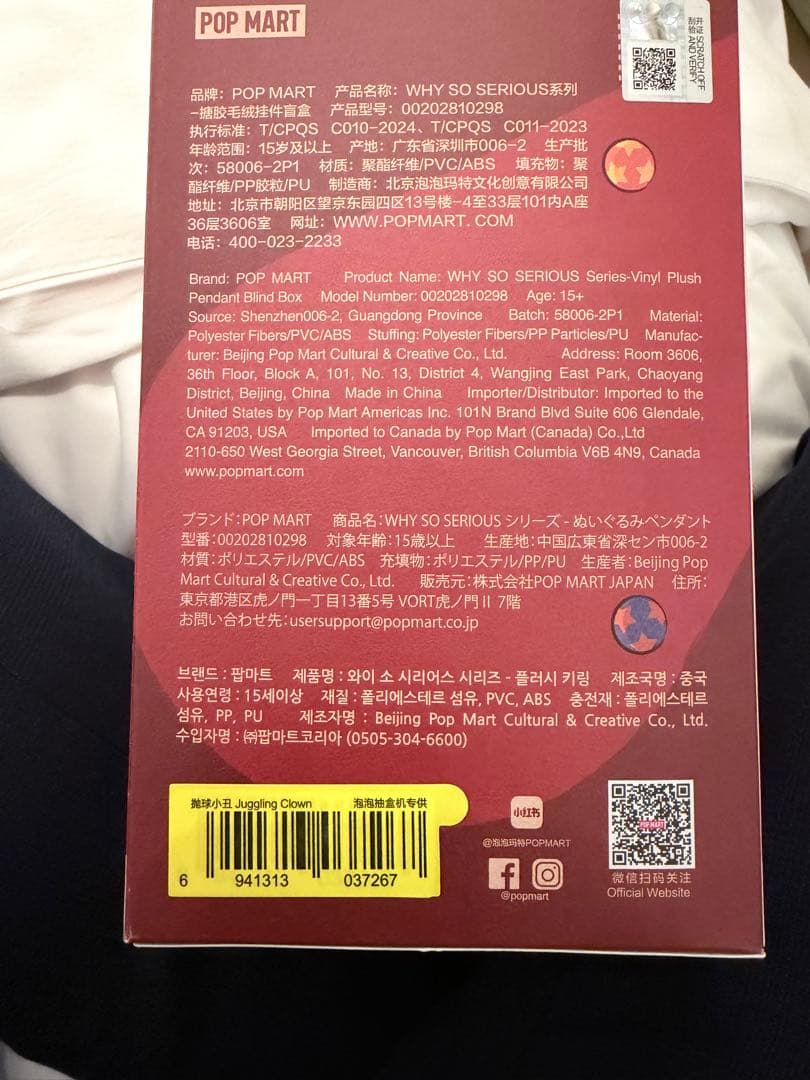 POP MART
开证 SCRATCH OFF
刮验 AND VERIFY
品牌：POP MART 产品名称：WHY SO SERIOUS系列
-搪胶毛绒挂件盲盒 产品型号：00202810298
执行标准：T/CPQS C010-2024、T/CPQS C011-2023
年龄范围：15岁及以上 产地：广东省深圳市006-2 生产批
次：58006-2P1 材质：聚酯纤维/PVC/ABS 填充物：聚
酯纤维/PP胶粒/PU 制造商：北京泡泡玛特文化创意有限公司
地址：北京市朝阳区望京东园四区13号楼-4至33层101内A座
36层3606室 网址：WWW.POPMART.COM
电话：400-023-2233
Brand: POP MART Product Name: WHY SO SERIOUS Series-Vinyl Plush
Pendant Blind Box Model Number: 00202810298 Age: 15+
Source: Shenzhen006-2, Guangdong Province Batch: 58006-2P1 Material:
Polyester Fibers/PVC/ABS Stuffing: Polyester Fibers/PP Particles/PU Manufac-
turer: Beijing Pop Mart Cultural & Creative Co., Ltd. Address: Room 3606,
36th Floor, Block A, 101, No. 13, District 4, Wangjing East Park, Chaoyang
District, Beijing, China Made in China Importer/Distributor: Imported to the
United States by Pop Mart Americas Inc. 101N Brand Blvd Suite 606 Glendale,
CA 91203, USA Imported to Canada by Pop Mart (Canada) Co.,Ltd
2110-650 West Georgia Street, Vancouver, British Columbia V6B 4N9, Canada
www.popmart.com
ブランド：POP MART 商品名：WHY SO SERIOUS シリーズ - ぬいぐるみペンダント
型番：00202810298 対象年齢：15歳以上 生産地：中国広東省深セン市006-2
材質：ポリエステル/PVC/ABS 充填物：ポリエステル/PP/PU 生産者：Beijing Pop
Mart Cultural & Creative Co., Ltd. 販売元：株式会社POP MART JAPAN 住所：
東京都港区虎ノ門一丁目13番5号 VORT虎ノ門Ⅱ 7階
お問い合わせ先：usersupport@popmart.co.jp
브랜드 : 팝마트 제품명 : 와이 소 시리어스 시리즈 - 플러시 키링 제조국명 : 중국
사용연령 : 15세이상 재질 : 폴리에스테르 섬유, PVC, ABS 충전재 : 폴리에스테르
섬유, PP, PU 제조자명 : Beijing Pop Mart Cultural & Creative Co., Ltd.
수입자명 : ㈜팝마트코리아 (0505-304-6600)
抛球小丑 Juggling Clown 泡泡抽盒机专供
6 941313 037267
小红书
@泡泡玛特POPMART
@popmart
POP MART
微信扫码关注
Official Website